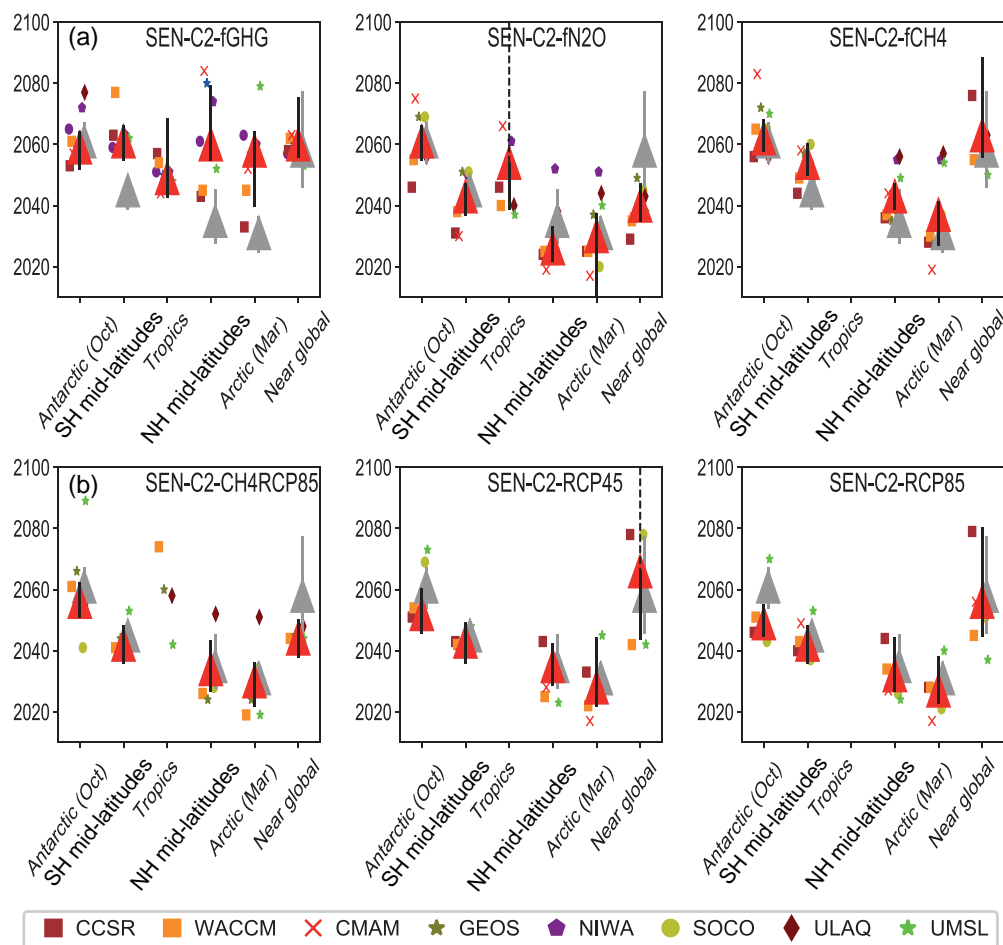 (a) SEN-C2-fGHG
SEN-C2-fN2O
SEN-C2-fCH4
2100
2080
2060
2040
2020
2100
2080
2060
2040
2020
2100
2080
2060
2040
2020
Antarctic (Oct)
SH mid-latitudes
Tropics
NH mid-latitudes
Arctic (Mar)
Near global
Antarctic (Oct)
SH mid-latitudes
Tropics
NH mid-latitudes
Arctic (Mar)
Near global
Antarctic (Oct)
SH mid-latitudes
Tropics
NH mid-latitudes
Arctic (Mar)
Near global
(b) SEN-C2-CH4RCP85
SEN-C2-RCP45
SEN-C2-RCP85
2100
2080
2060
2040
2020
2100
2080
2060
2040
2020
2100
2080
2060
2040
2020
Antarctic (Oct)
SH mid-latitudes
Tropics
NH mid-latitudes
Arctic (Mar)
Near global
Antarctic (Oct)
SH mid-latitudes
Tropics
NH mid-latitudes
Arctic (Mar)
Near global
Antarctic (Oct)
SH mid-latitudes
Tropics
NH mid-latitudes
Arctic (Mar)
Near global
CCSR WACCM CMAM GEOS NIWA SOCO ULAQ UMSL